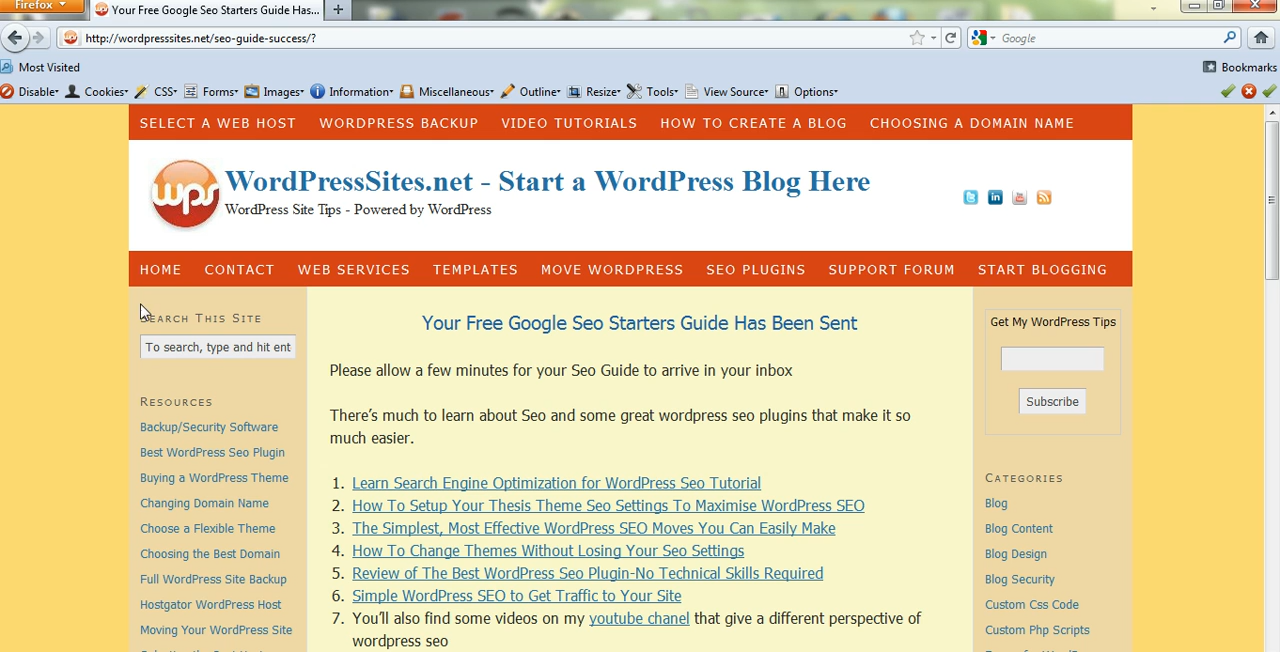 Firefox
Your Free Google Seo Starters Guide Has...
http://wordpresssites.net/seo-guide-success/?
Google
Most Visited
Bookmarks
Disable Cookies CSS Forms Images Information Miscellaneous Outline Resize Tools View Source Options
SELECT A WEB HOST WORDPRESS BACKUP VIDEO TUTORIALS HOW TO CREATE A BLOG CHOOSING A DOMAIN NAME
wps
WordPressSites.net - Start a WordPress Blog Here
WordPress Site Tips - Powered by WordPress
HOME CONTACT WEB SERVICES TEMPLATES MOVE WORDPRESS SEO PLUGINS SUPPORT FORUM START BLOGGING
SEARCH THIS SITE
To search, type and hit ent
RESOURCES
Backup/Security Software
Best WordPress Seo Plugin
Buying a WordPress Theme
Changing Domain Name
Choose a Flexible Theme
Choosing the Best Domain
Full WordPress Site Backup
Hostgator WordPress Host
Moving Your WordPress Site
Your Free Google Seo Starters Guide Has Been Sent
Please allow a few minutes for your Seo Guide to arrive in your inbox
There's much to learn about Seo and some great wordpress seo plugins that make it so
much easier.
1. Learn Search Engine Optimization for WordPress Seo Tutorial
2. How To Setup Your Thesis Theme Seo Settings To Maximise WordPress SEO
3. The Simplest, Most Effective WordPress SEO Moves You Can Easily Make
4. How To Change Themes Without Losing Your Seo Settings
5. Review of The Best WordPress Seo Plugin-No Technical Skills Required
6. Simple WordPress SEO to Get Traffic to Your Site
7. You'll also find some videos on my youtube chanel that give a different perspective of
wordpress seo
Get My WordPress Tips
Subscribe
CATEGORIES
Blog
Blog Content
Blog Design
Blog Security
Custom Css Code
Custom Php Scripts